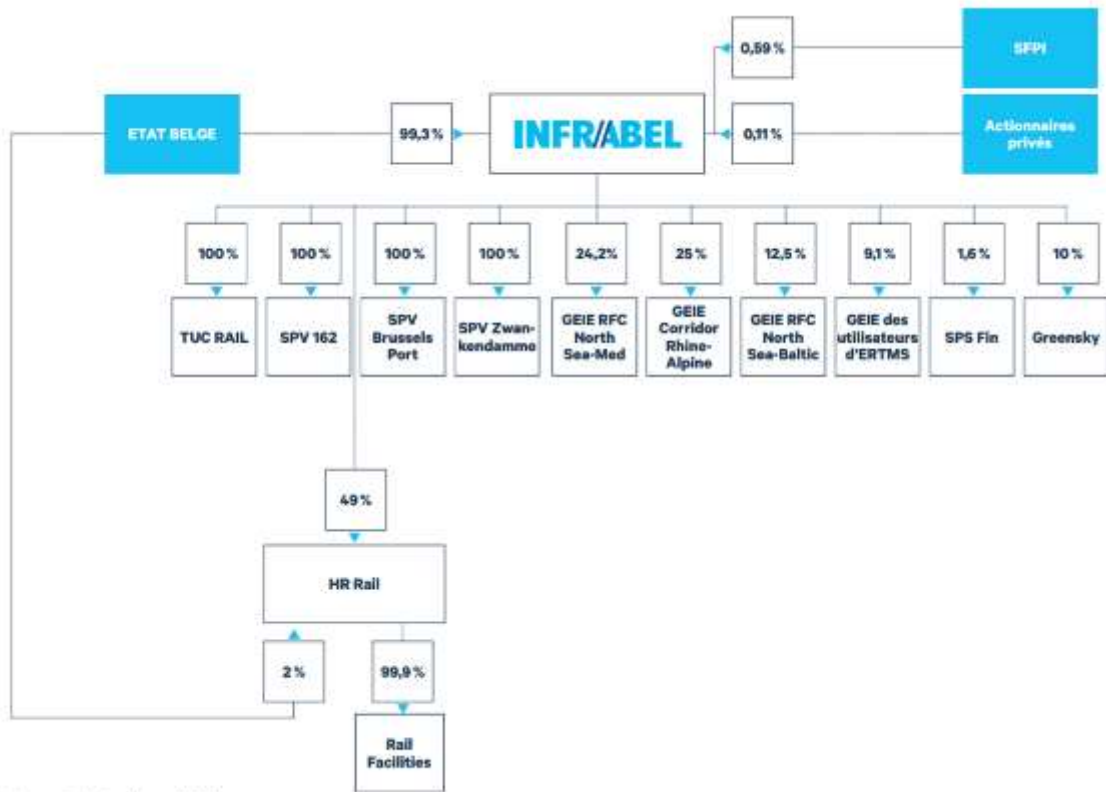 0,59 %
SFPI
ETAT BELGE
99,3 %
INFRABEL
0,11 %
Actionnaires
privés
100 %
100 %
100 %
100 %
24,2%
25 %
12,5 %
9,1 %
1,6 %
10 %
TUC RAIL
SPV 162
SPV
Brussels
Port
SPV Zwan-
kendamme
GEIE RFC
North
Sea-Med
GEIE
Corridor
Rhine-
Alpine
GEIE RFC
North
Sea-Baltic
GEIE des
utilisateurs
d'ERTMS
SPS Fin
Greensky
49 %
HR Rail
2 %
99,9 %
Rail
Facilities